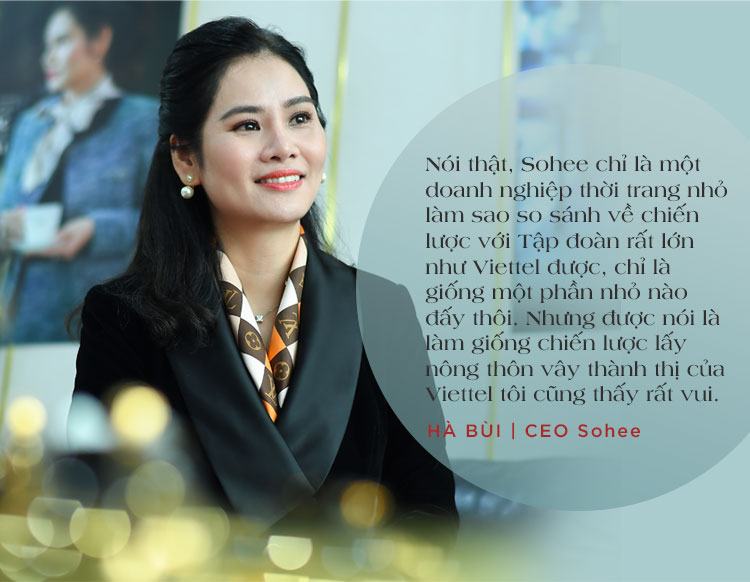 Nói thật, Sohee chỉ là một
doanh nghiệp thời trang nhỏ
làm sao so sánh về chiến
lược với Tập đoàn rất lớn
như Viettel được, chỉ là
giống một phần nhỏ nào
đấy thôi. Nhưng được nói là
làm giống chiến lược lấy
nông thôn vây thành thị của
Viettel tôi cũng thấy rất vui.
HÀ BÙI | CEO Sohee